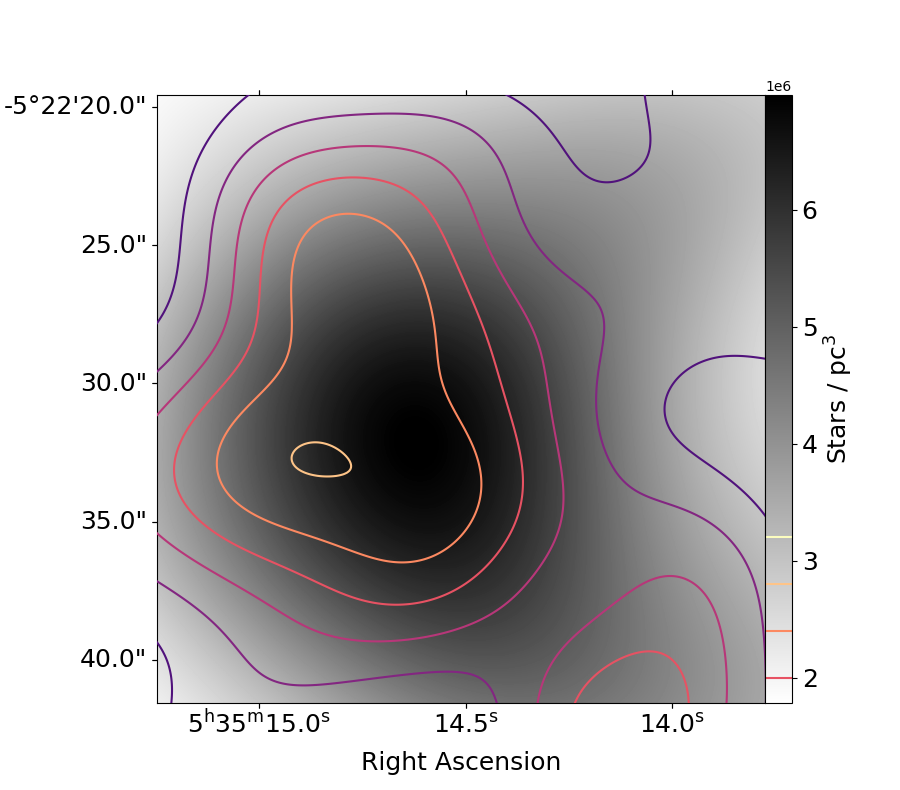 1e6
-5°22'20.0"
25.0"
30.0"
35.0"
40.0"
6
5
4
3
2
Stars / pc³
5ʰ35ᵐ15.0ˢ
14.5ˢ
14.0ˢ
Right Ascension